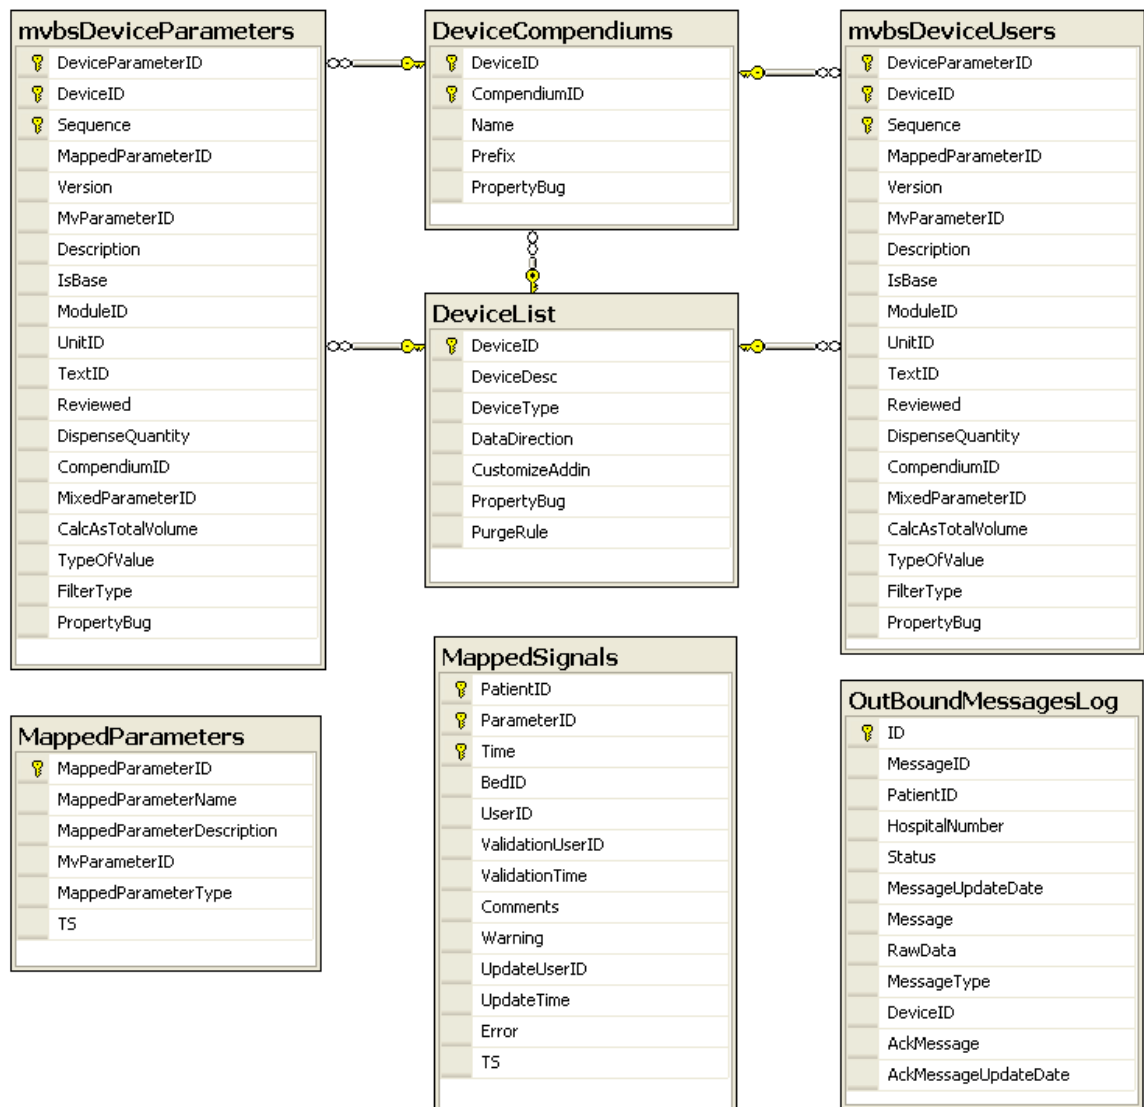 mvbsDeviceParameters
DeviceParameterID
DeviceID
Sequence
MappedParameterID
Version
MvParameterID
Description
IsBase
ModuleID
UnitID
TextID
Reviewed
DispenseQuantity
CompendiumID
MixedParameterID
CalcAsTotalVolume
TypeOfValue
FilterType
PropertyBug
DeviceCompendiums
DeviceID
CompendiumID
Name
Prefix
PropertyBug
mvbsDeviceUsers
DeviceParameterID
DeviceID
Sequence
MappedParameterID
Version
MvParameterID
Description
IsBase
ModuleID
UnitID
TextID
Reviewed
DispenseQuantity
CompendiumID
MixedParameterID
CalcAsTotalVolume
TypeOfValue
FilterType
PropertyBug
DeviceList
DeviceID
DeviceDesc
DeviceType
DataDirection
CustomizeAddin
PropertyBug
PurgeRule
MappedParameters
MappedParameterID
MappedParameterName
MappedParameterDescription
MvParameterID
MappedParameterType
TS
MappedSignals
PatientID
ParameterID
Time
BedID
UserID
ValidationUserID
ValidationTime
Comments
Warning
UpdateUserID
UpdateTime
Error
TS
OutBoundMessagesLog
ID
MessageID
PatientID
HospitalNumber
Status
MessageUpdateDate
Message
RawData
MessageType
DeviceID
AckMessage
AckMessageUpdateDate